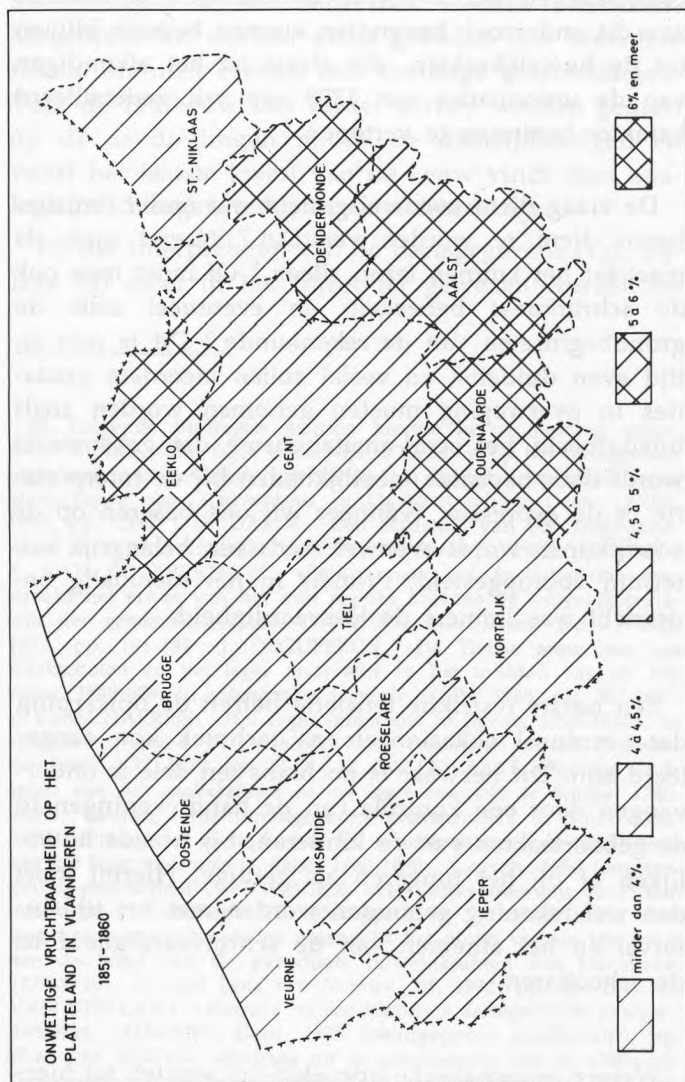 ONWETTIGE VRUCHTBAARHEID OP HET
PLATTELAND (VLAANDEREN)
1851-1860
OOSTENDE
BRUGGE
EEKLO
ST. NIKLAAS
VEURNE
DIKSMUIDE
TIELT
GENT
DENDERMONDE
ROESELARE
AALST
IEPER
KORTRIJK
OUDENAARDE
minder dan 4%
4 à 4,5%
4,5 à 5%
5 à 6%
6% en meer